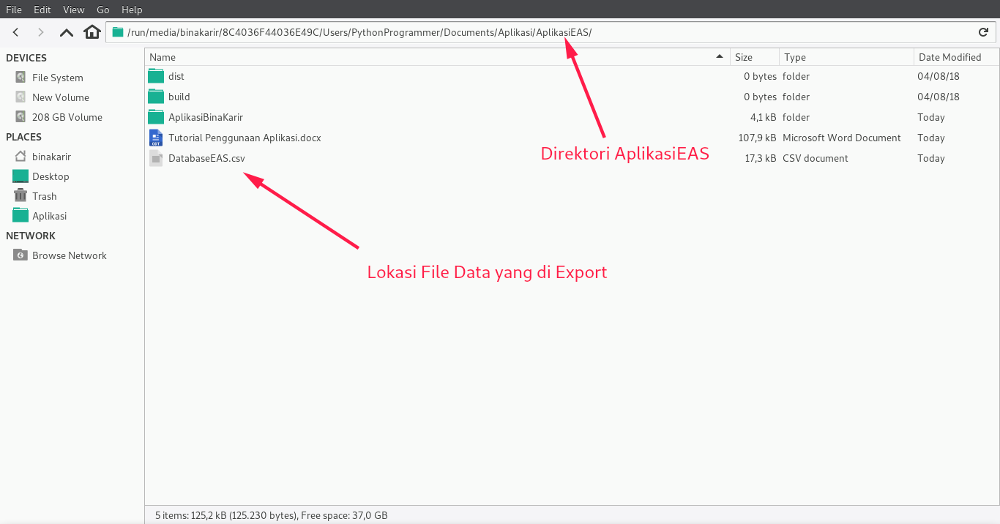 File Edit View Go Help
/run/media/binakarir/8C4036F44036E49C/Users/PythonProgrammer/Documents/Aplikasi/AplikasiEAS/
DEVICES
File System
New Volume
208 GB Volume
PLACES
binakarir
Desktop
Trash
Aplikasi
NETWORK
Browse Network
Name Size Type Date Modified
dist 0 bytes folder 04/08/18
build 0 bytes folder 04/08/18
AplikasiBinaKarir 4,1 kB folder Today
Tutorial Penggunaan Aplikasi.docx 107,9 kB Microsoft Word Document Today
DatabaseEAS.csv 17,3 kB CSV document Today
Direktori AplikasiEAS
Lokasi File Data yang di Export
5 items: 125,2 kB (125.230 bytes), Free space: 37,0 GB